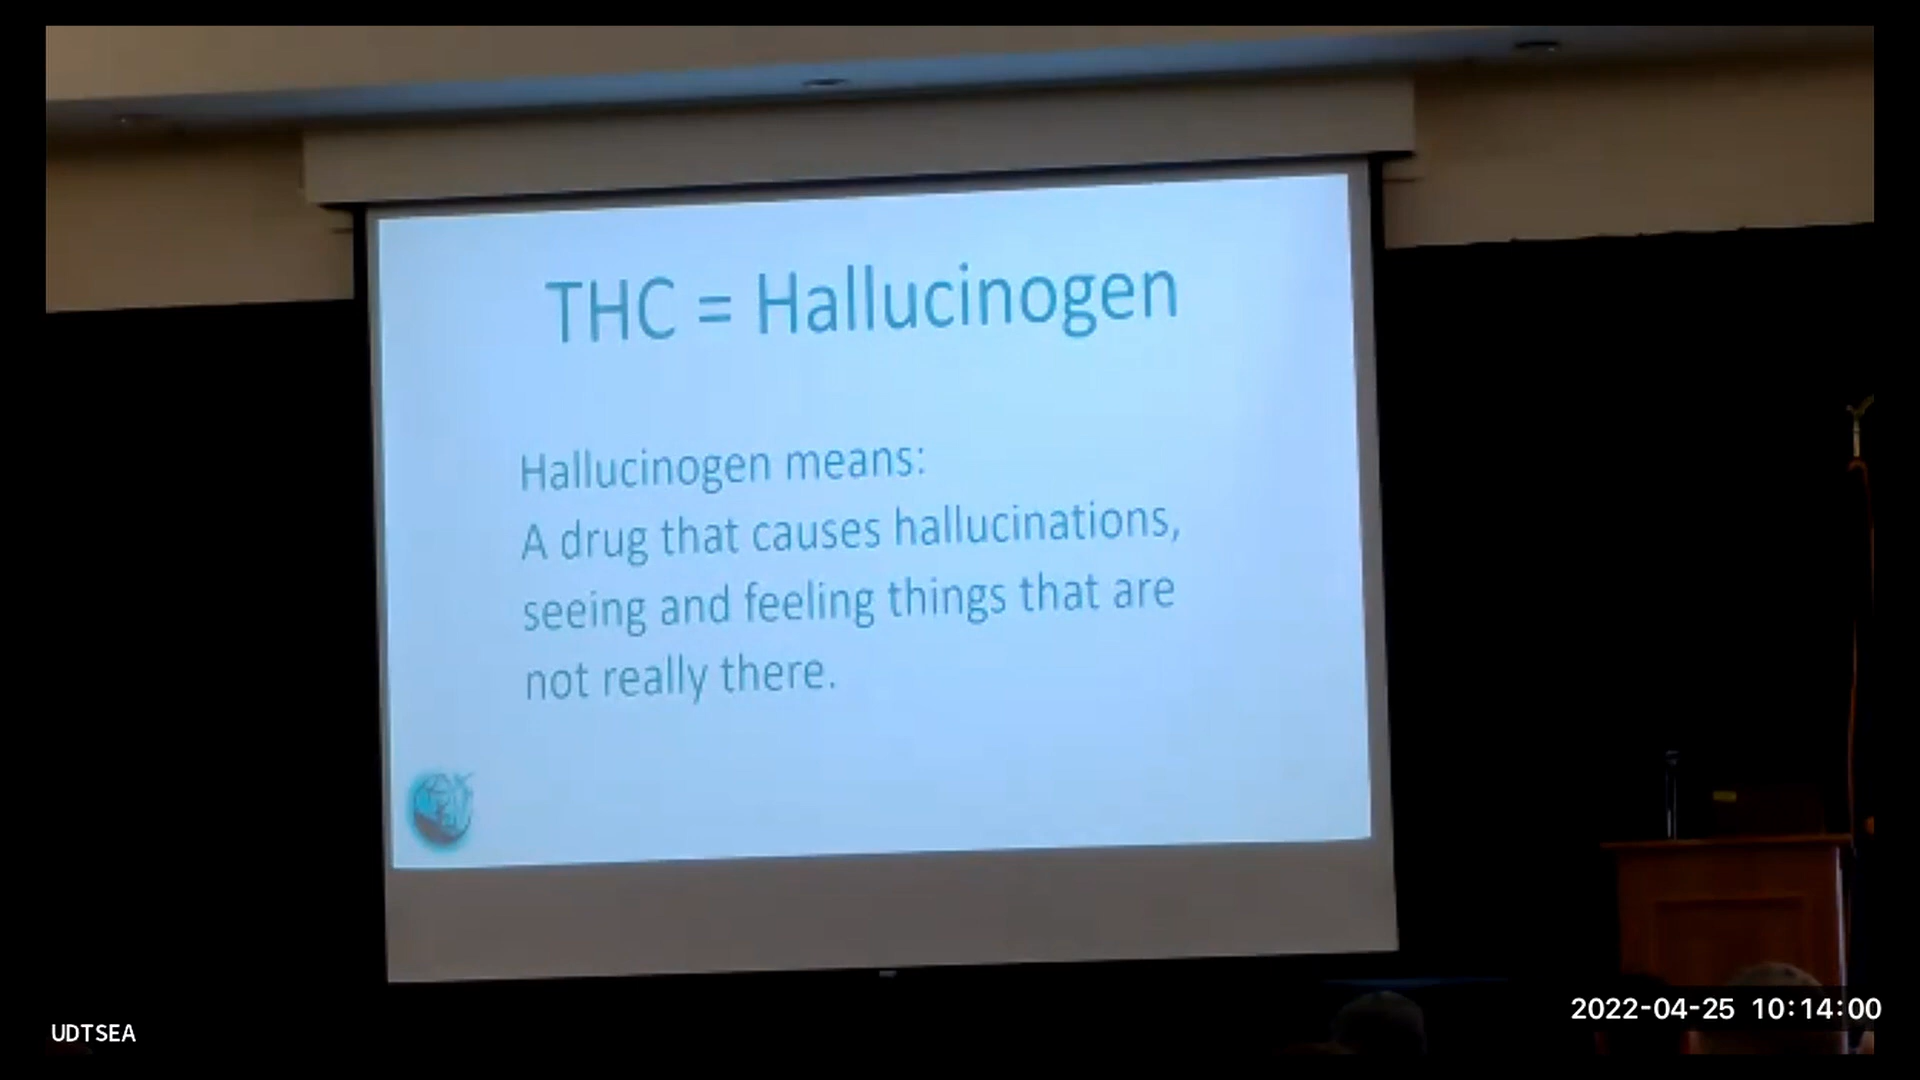 THC = Hallucinogen
Hallucinogen means:
A drug that causes hallucinations,
seeing and feeling things that are
not really there.
UDTSEA
2022-04-25 10:14:00